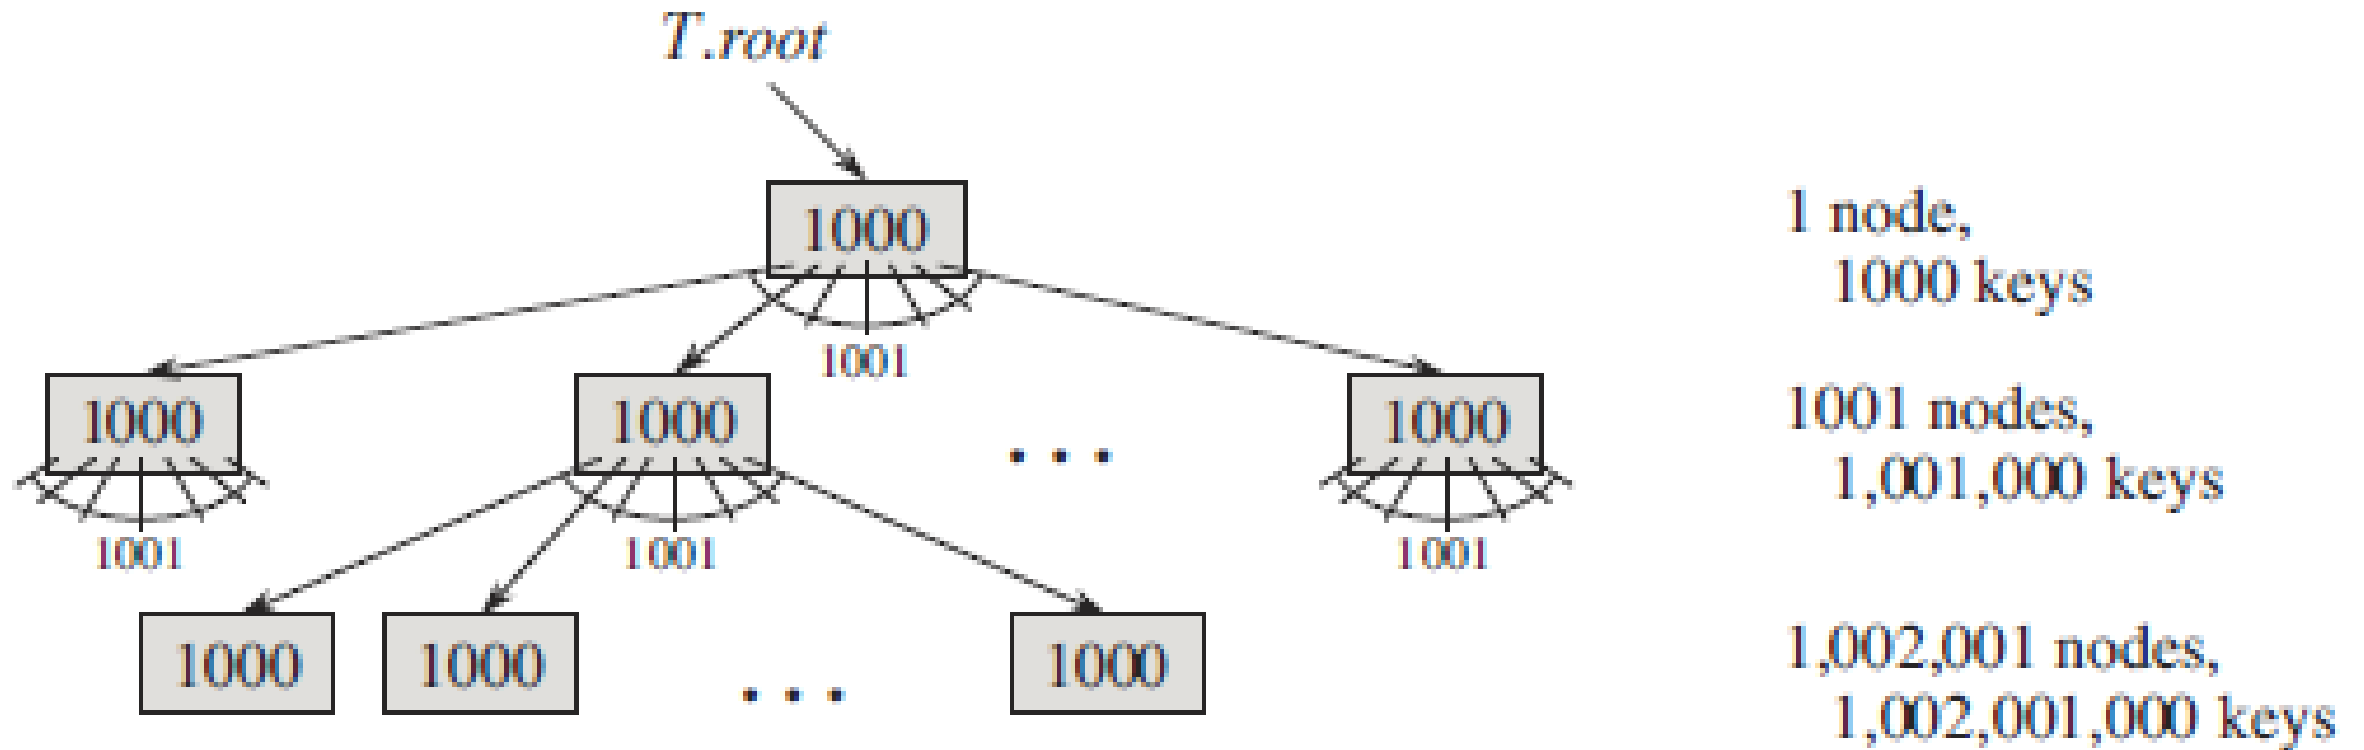 T.root
1000
1 node,
1000 keys
1001
1000 1000 . . . 1000
1001 nodes,
1,001,000 keys
1001 1001 1001
1000 1000 . . . 1000
1,002,001 nodes,
1,002,001,000 keys